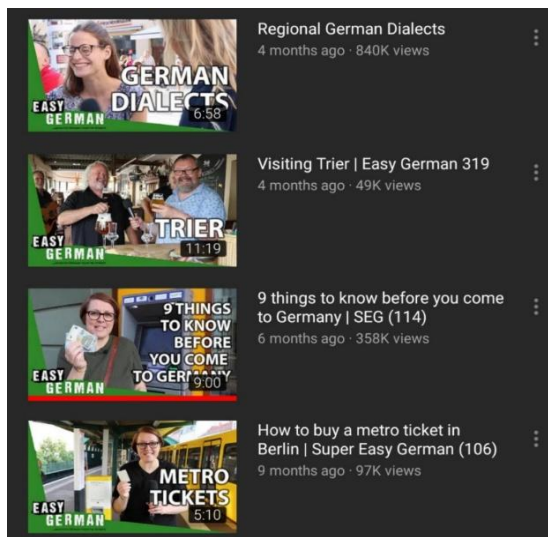 GERMAN
DIALECTS
EASY
GERMAN
6:58
Regional German Dialects
4 months ago · 840K views
TRIER
EASY
GERMAN
11:19
Visiting Trier | Easy German 319
4 months ago · 49K views
9 THINGS
TO KNOW
BEFORE
YOU COME
TO GERMANY
EASY
GERMAN
9:00
9 things to know before you come
to Germany | SEG (114)
6 months ago · 358K views
METRO
TICKETS
EASY
GERMAN
5:10
How to buy a metro ticket in
Berlin | Super Easy German (106)
9 months ago · 97K views